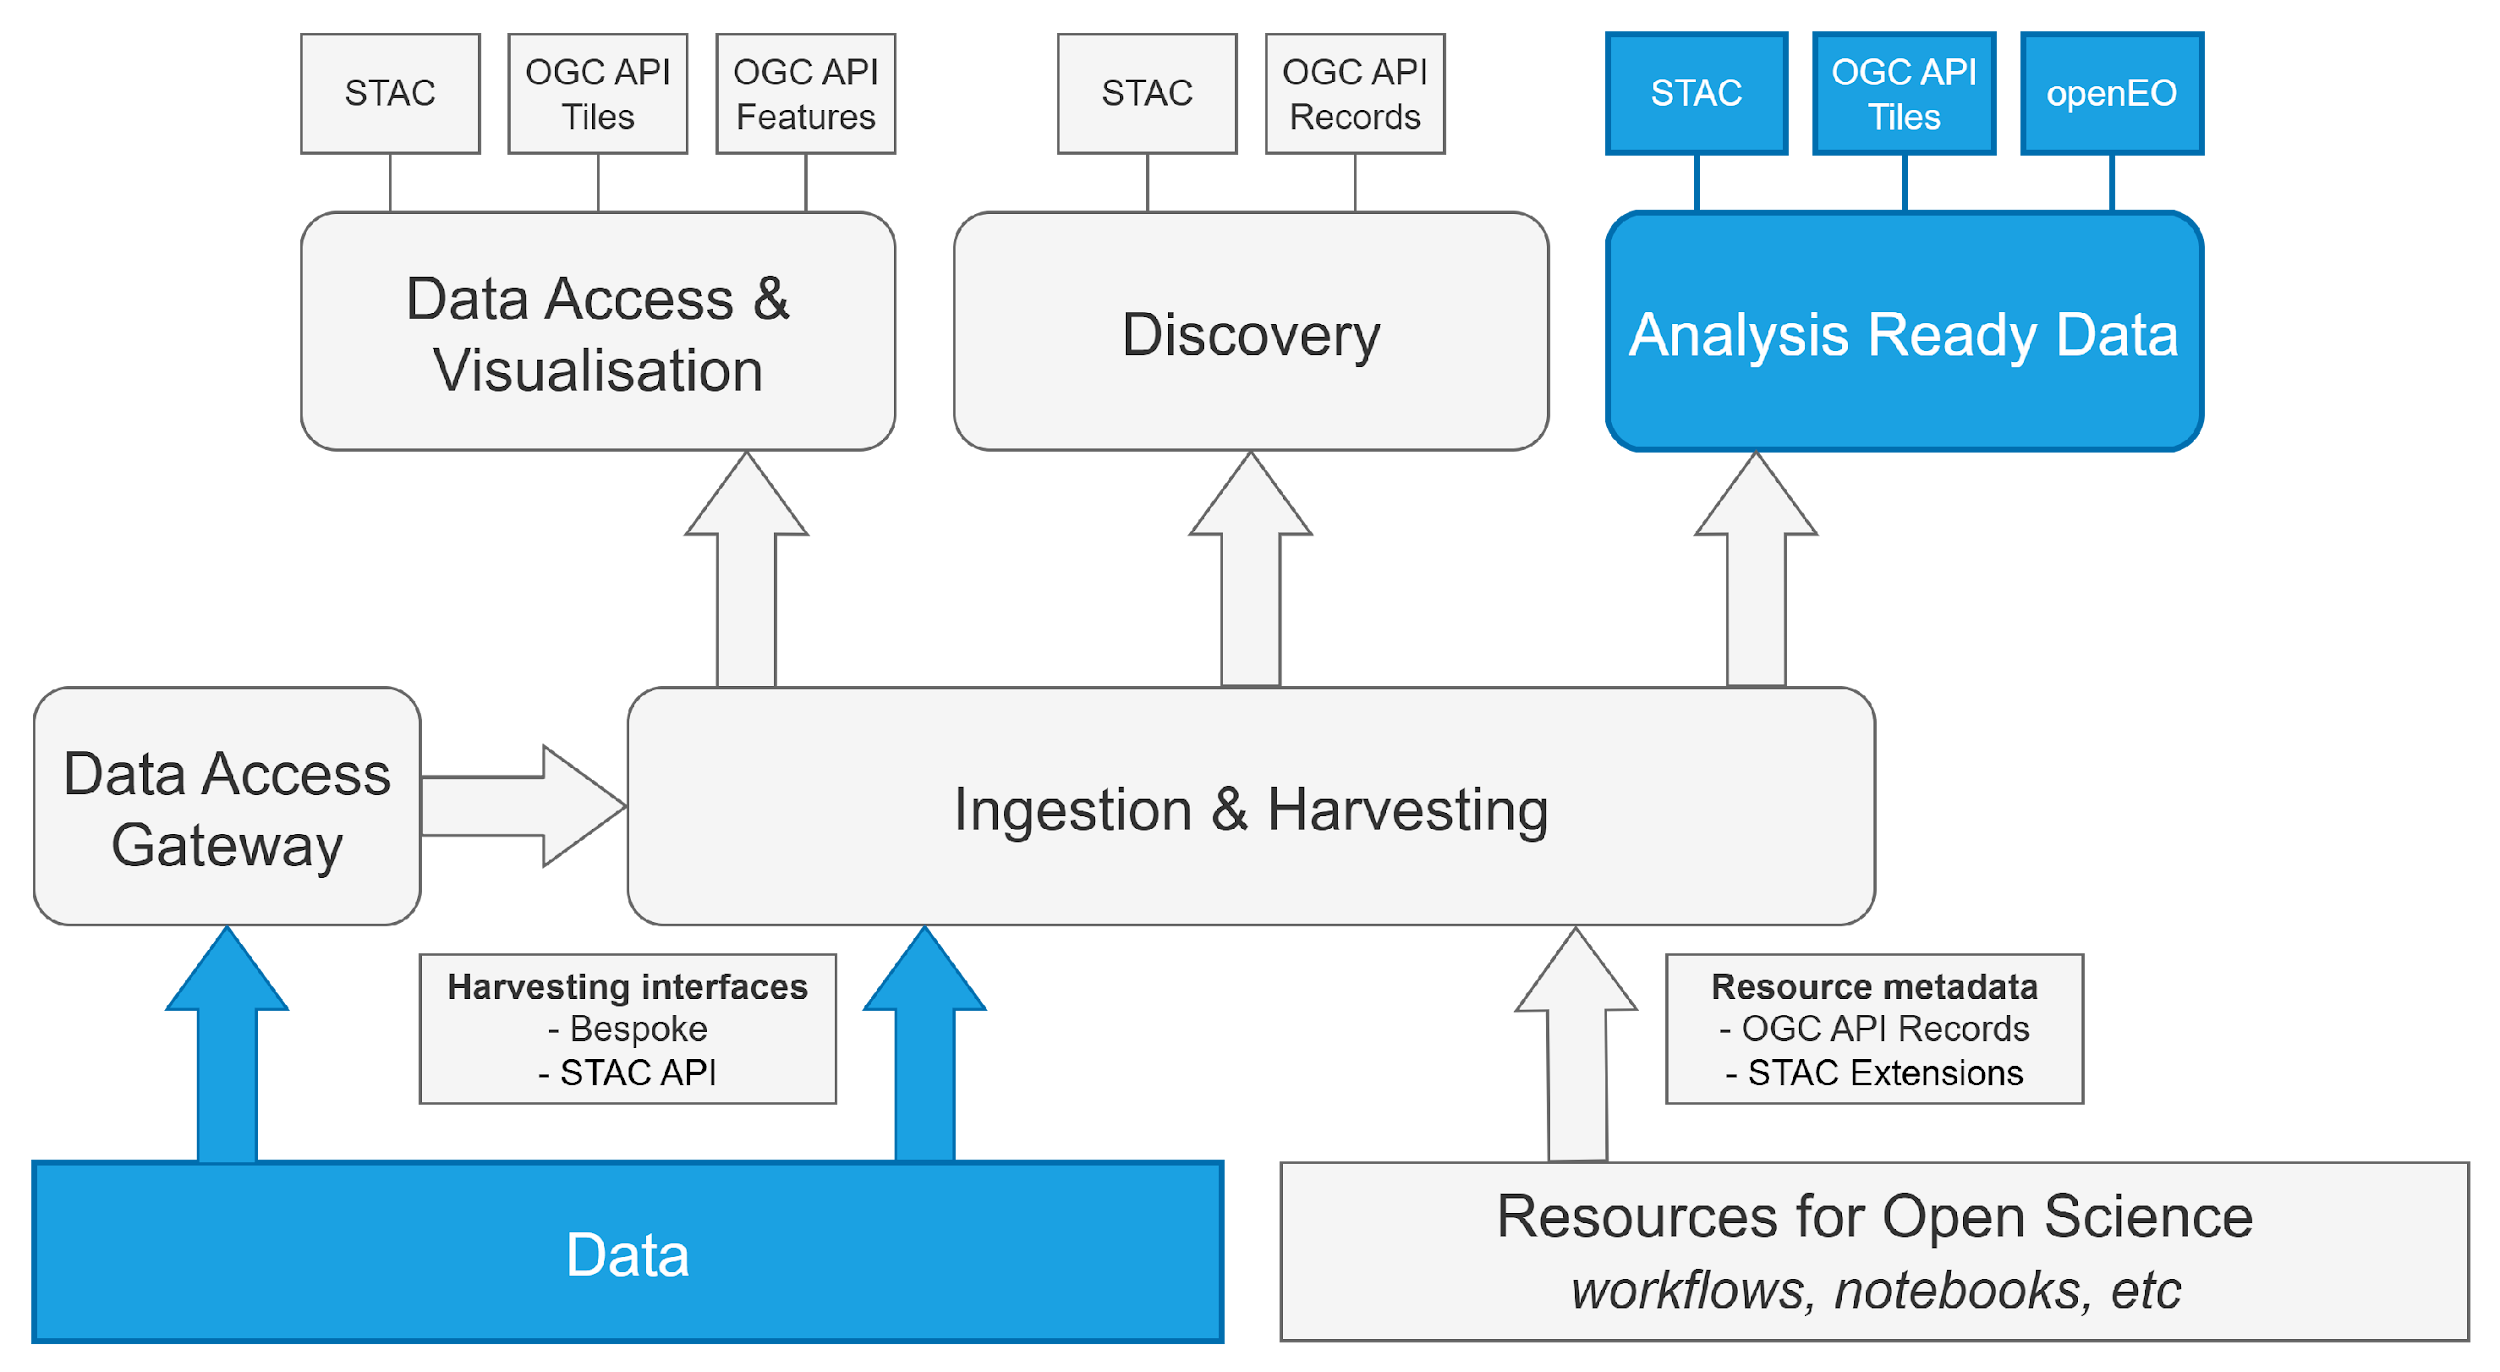 STAC
OGC API
Tiles
OGC API
Features
STAC
OGC API
Records
STAC
OGC API
Tiles
openEO
Data Access &
Visualisation
Discovery
Analysis Ready Data
Data Access
Gateway
Ingestion & Harvesting
Harvesting interfaces
- Bespoke
- STAC API
Resource metadata
- OGC API Records
- STAC Extensions
Data
Resources for Open Science
workflows, notebooks, etc